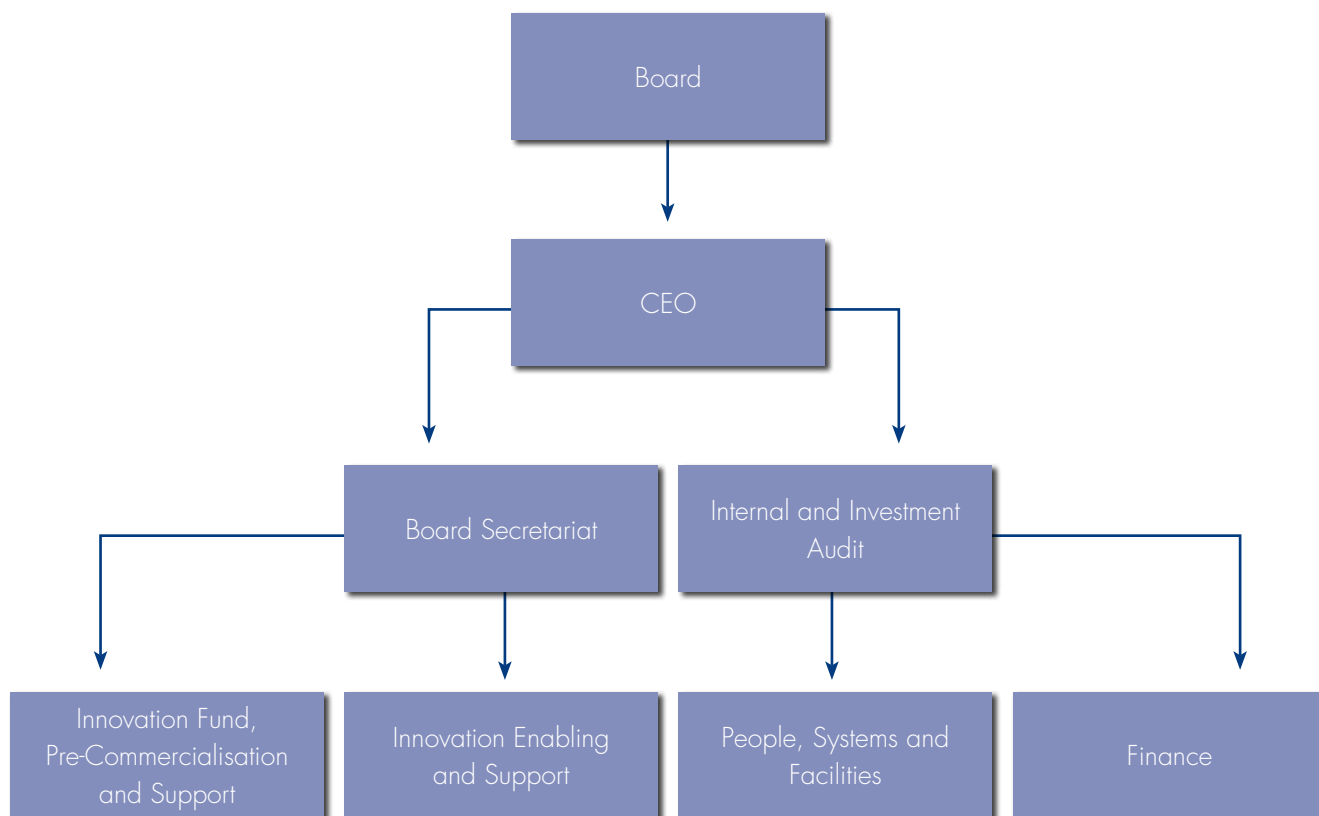 Board
CEO
Board Secretariat
Internal and Investment
Audit
Innovation Fund,
Pre-Commercialisation
and Support
Innovation Enabling
and Support
People, Systems and
Facilities
Finance